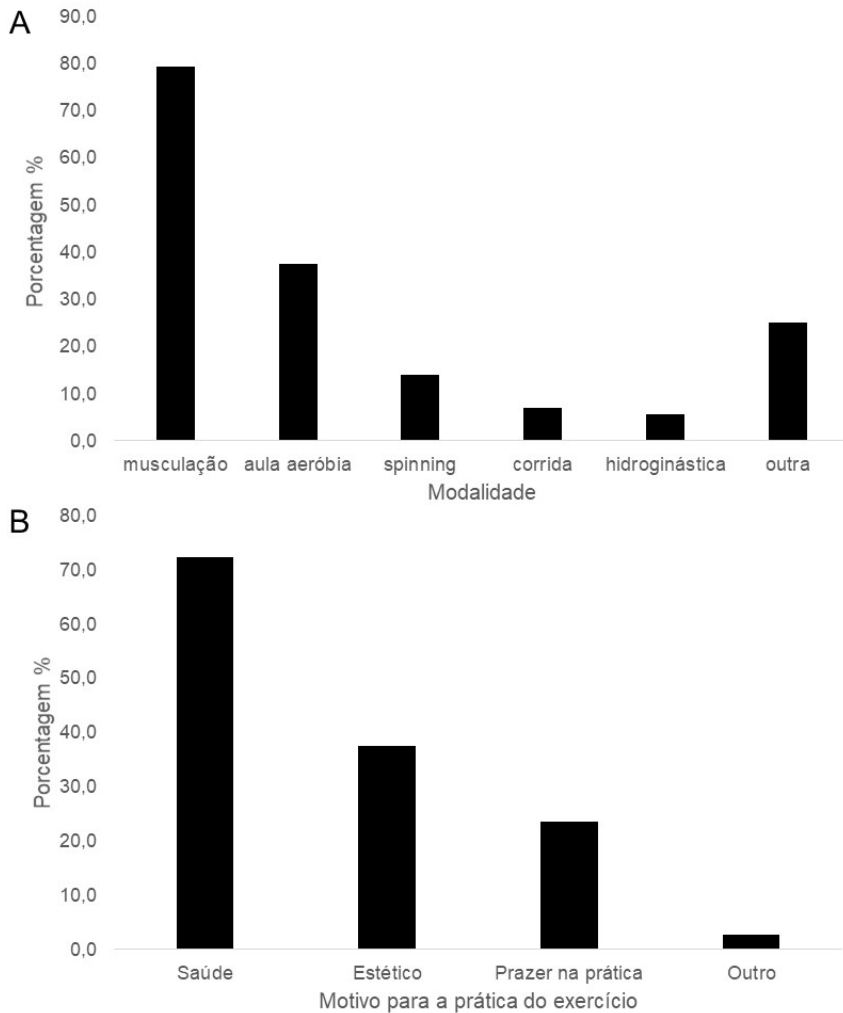 A
90,0
80,0
70,0
60,0
50,0
40,0
30,0
20,0
10,0
0,0
Porcentagem %
musculação aula aeróbia spinning corrida hidroginástica outra
Modalidade
B
80,0
70,0
60,0
50,0
40,0
30,0
20,0
10,0
0,0
Porcentagem %
Saúde Estético Prazer na prática Outro
Motivo para a prática do exercício